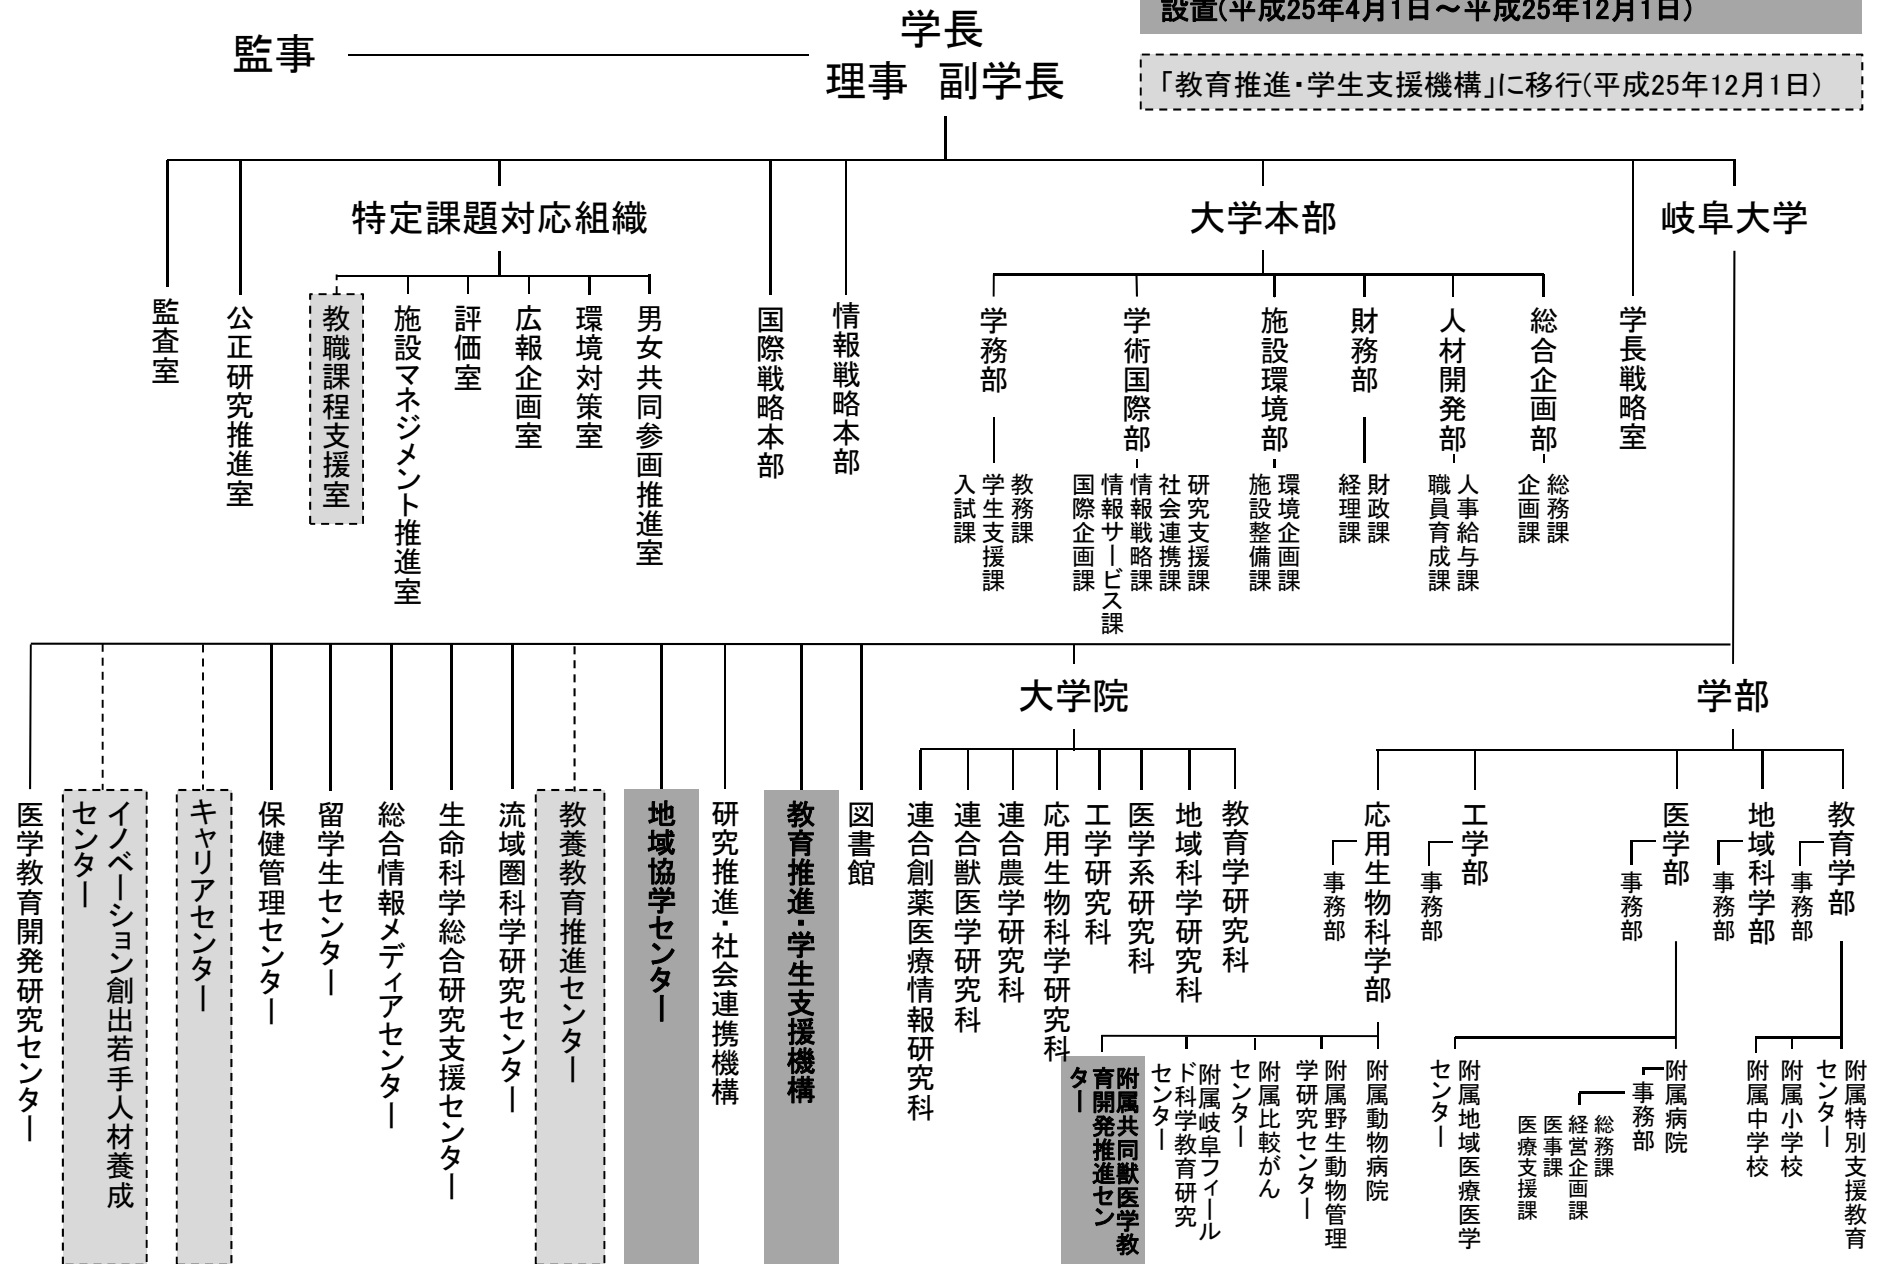 設置(平成25年4月1日～平成25年12月1日)
「教育推進・学生支援機構」に移行(平成25年12月1日)
監事
学長
理事　副学長
特定課題対応組織
大学本部
岐阜大学
監査室
公正研究推進室
教職課程支援室
施設マネジメント推進室
評価室
広報企画室
環境対策室
男女共同参画推進室
国際戦略本部
情報戦略本部
学務部
学術国際部
施設環境部
財務部
人材開発部
総合企画部
学長戦略室
入試課
学生支援課
教務課
国際企画課
情報サービス課
情報戦略課
社会連携課
研究支援課
施設整備課
環境企画課
経理課
財政課
職員育成課
人事給与課
企画課
総務課
大学院
学部
医学教育開発研究センター
イノベーション創出若手人材養成
センター
キャリアセンター
保健管理センター
留学生センター
総合情報メディアセンター
生命科学総合研究支援センター
流域圏科学研究センター
教養教育推進センター
地域協学センター
研究推進・社会連携機構
教育推進・学生支援機構
図書館
連合創薬医療情報研究科
連合獣医学研究科
連合農学研究科
応用生物科学研究科
工学研究科
医学系研究科
地域科学研究科
教育学研究科
応用生物科学部
事務部
工学部
事務部
医学部
事務部
地域科学部
事務部
教育学部
事務部
附属共同獣医学教
育開発推進セン
ター
附属岐阜フィール
ド科学教育研究
センター
附属比較がん
センター
附属野生動物管理
学研究センター
附属動物病院
附属地域医療医学
センター
附属病院
事務部
総務課
経営企画課
医事課
医療支援課
附属中学校
附属小学校
附属特別支援教育
センター